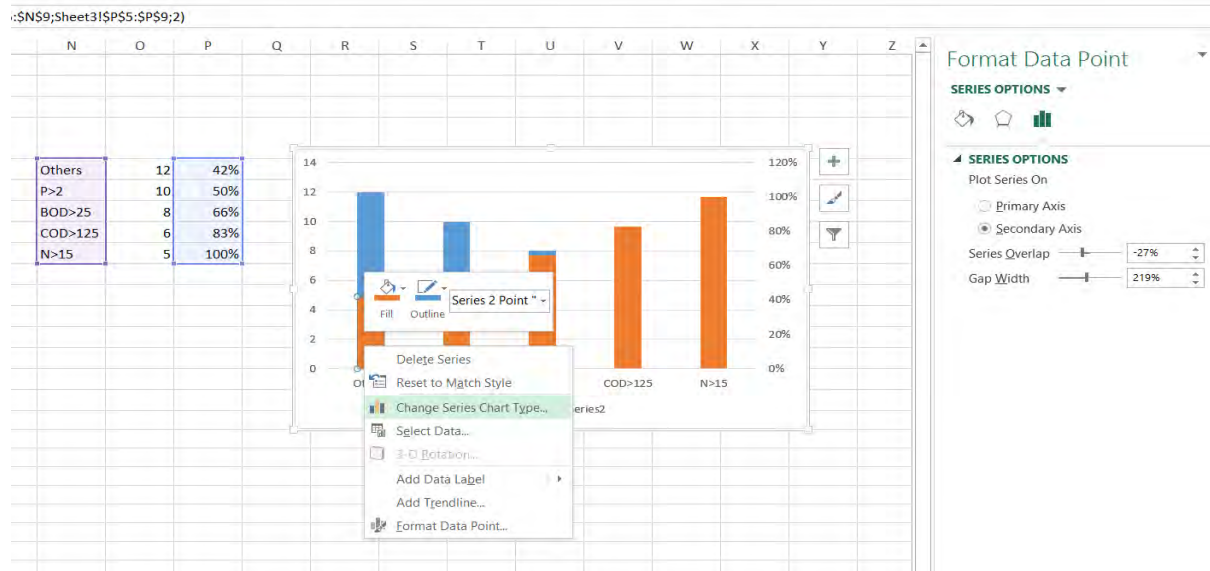 :$N$9;Sheet3!$P$5:$P$9;2)
N O P Q R S T U V W X Y Z
Others 12 42%
P>2 10 50%
BOD>25 8 66%
COD>125 6 83%
N>15 5 100%
14 120%
12 100%
10 80%
8 60%
6 40%
4 20%
2 0%
0
Series 2 Point "
Fill Outline
COD>125 N>15
eries2
Delete Series
Reset to Match Style
Change Series Chart Type...
Select Data...
3-D Rotation...
Add Data Label
Add Trendline...
Format Data Point...
Format Data Point
SERIES OPTIONS
SERIES OPTIONS
Plot Series On
Primary Axis
Secondary Axis
Series Overlap -27%
Gap Width 219%